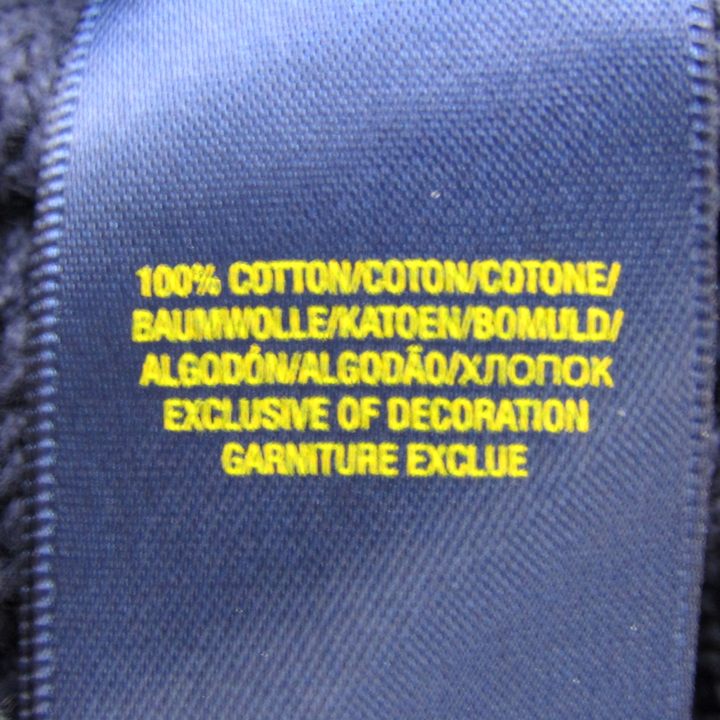 100% COTTON/COTON/COTONE/
BAUMWOLLE/KATOEN/BOMULD/
ALGODÓN/ALGODÃO/ХЛОПОК
EXCLUSIVE OF DECORATION
GARNITURE EXCLUE